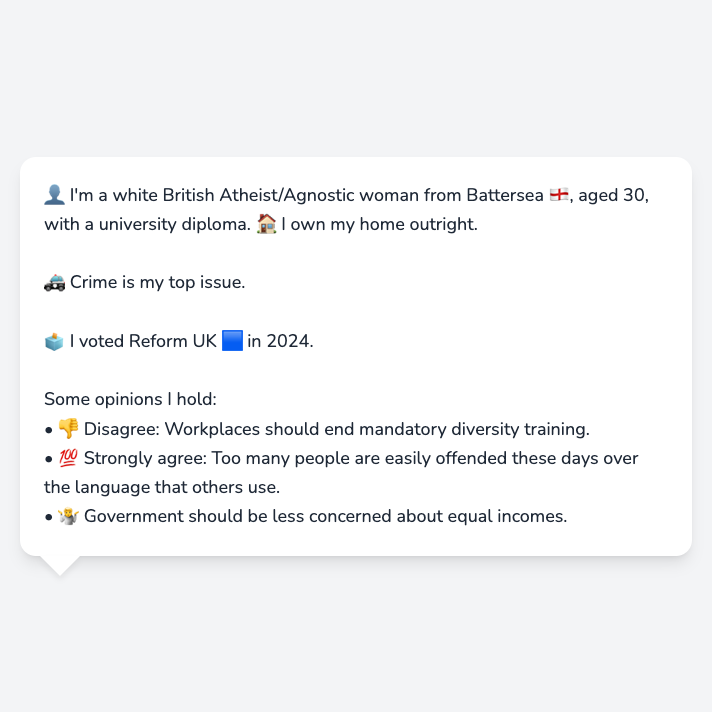 👤 I'm a white British Atheist/Agnostic woman from Battersea 🏴󠁧󠁢󠁥󠁮󠁧󠁿, aged 30,
with a university diploma. 🏠 I own my home outright.
🚓 Crime is my top issue.
🗳️ I voted Reform UK 🟦 in 2024.
Some opinions I hold:
• 👎 Disagree: Workplaces should end mandatory diversity training.
• 💯 Strongly agree: Too many people are easily offended these days over
the language that others use.
• 🤷 Government should be less concerned about equal incomes.